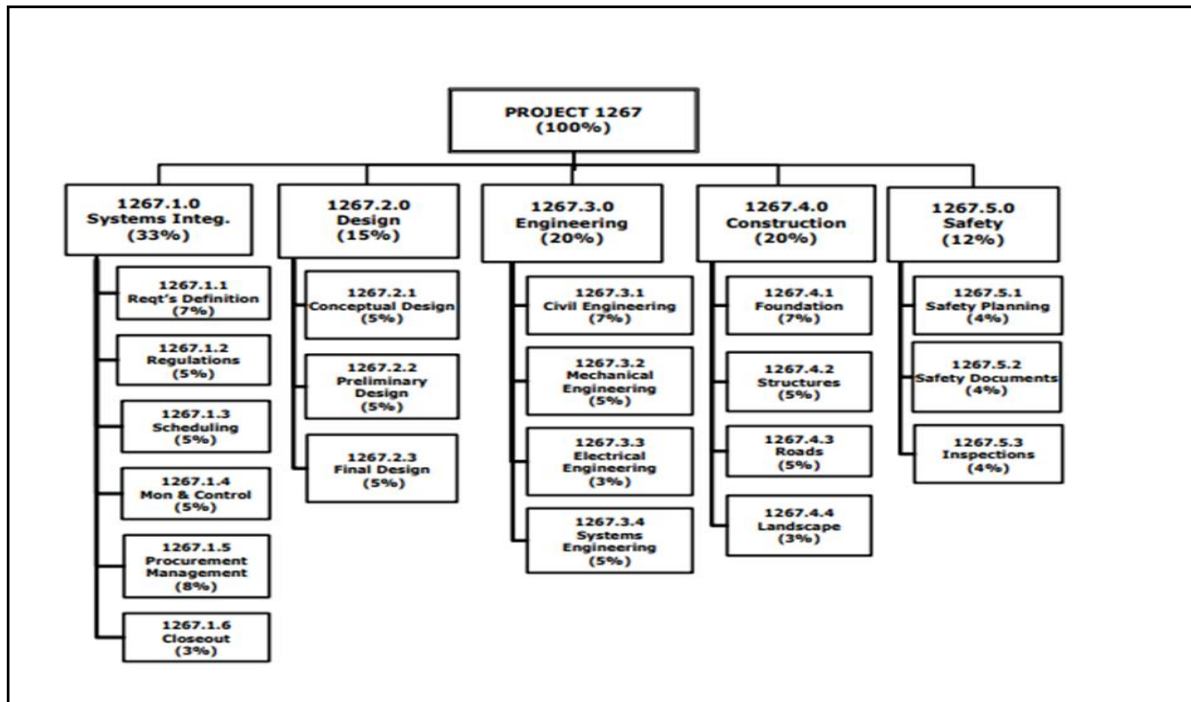 PROJECT 1267
(100%)
1267.1.0
Systems Integ.
(33%)
1267.1.1
Reqt's Definition
(7%)
1267.1.2
Regulations
(5%)
1267.1.3
Scheduling
(5%)
1267.1.4
Mon & Control
(5%)
1267.1.5
Procurement
Management
(8%)
1267.1.6
Closeout
(3%)
1267.2.0
Design
(15%)
1267.2.1
Conceptual Design
(5%)
1267.2.2
Preliminary
Design
(5%)
1267.2.3
Final Design
(5%)
1267.3.0
Engineering
(20%)
1267.3.1
Civil Engineering
(7%)
1267.3.2
Mechanical
Engineering
(5%)
1267.3.3
Electrical
Engineering
(3%)
1267.3.4
Systems
Engineering
(5%)
1267.4.0
Construction
(20%)
1267.4.1
Foundation
(7%)
1267.4.2
Structures
(5%)
1267.4.3
Roads
(5%)
1267.4.4
Landscape
(3%)
1267.5.0
Safety
(12%)
1267.5.1
Safety Planning
(4%)
1267.5.2
Safety Documents
(4%)
1267.5.3
Inspections
(4%)